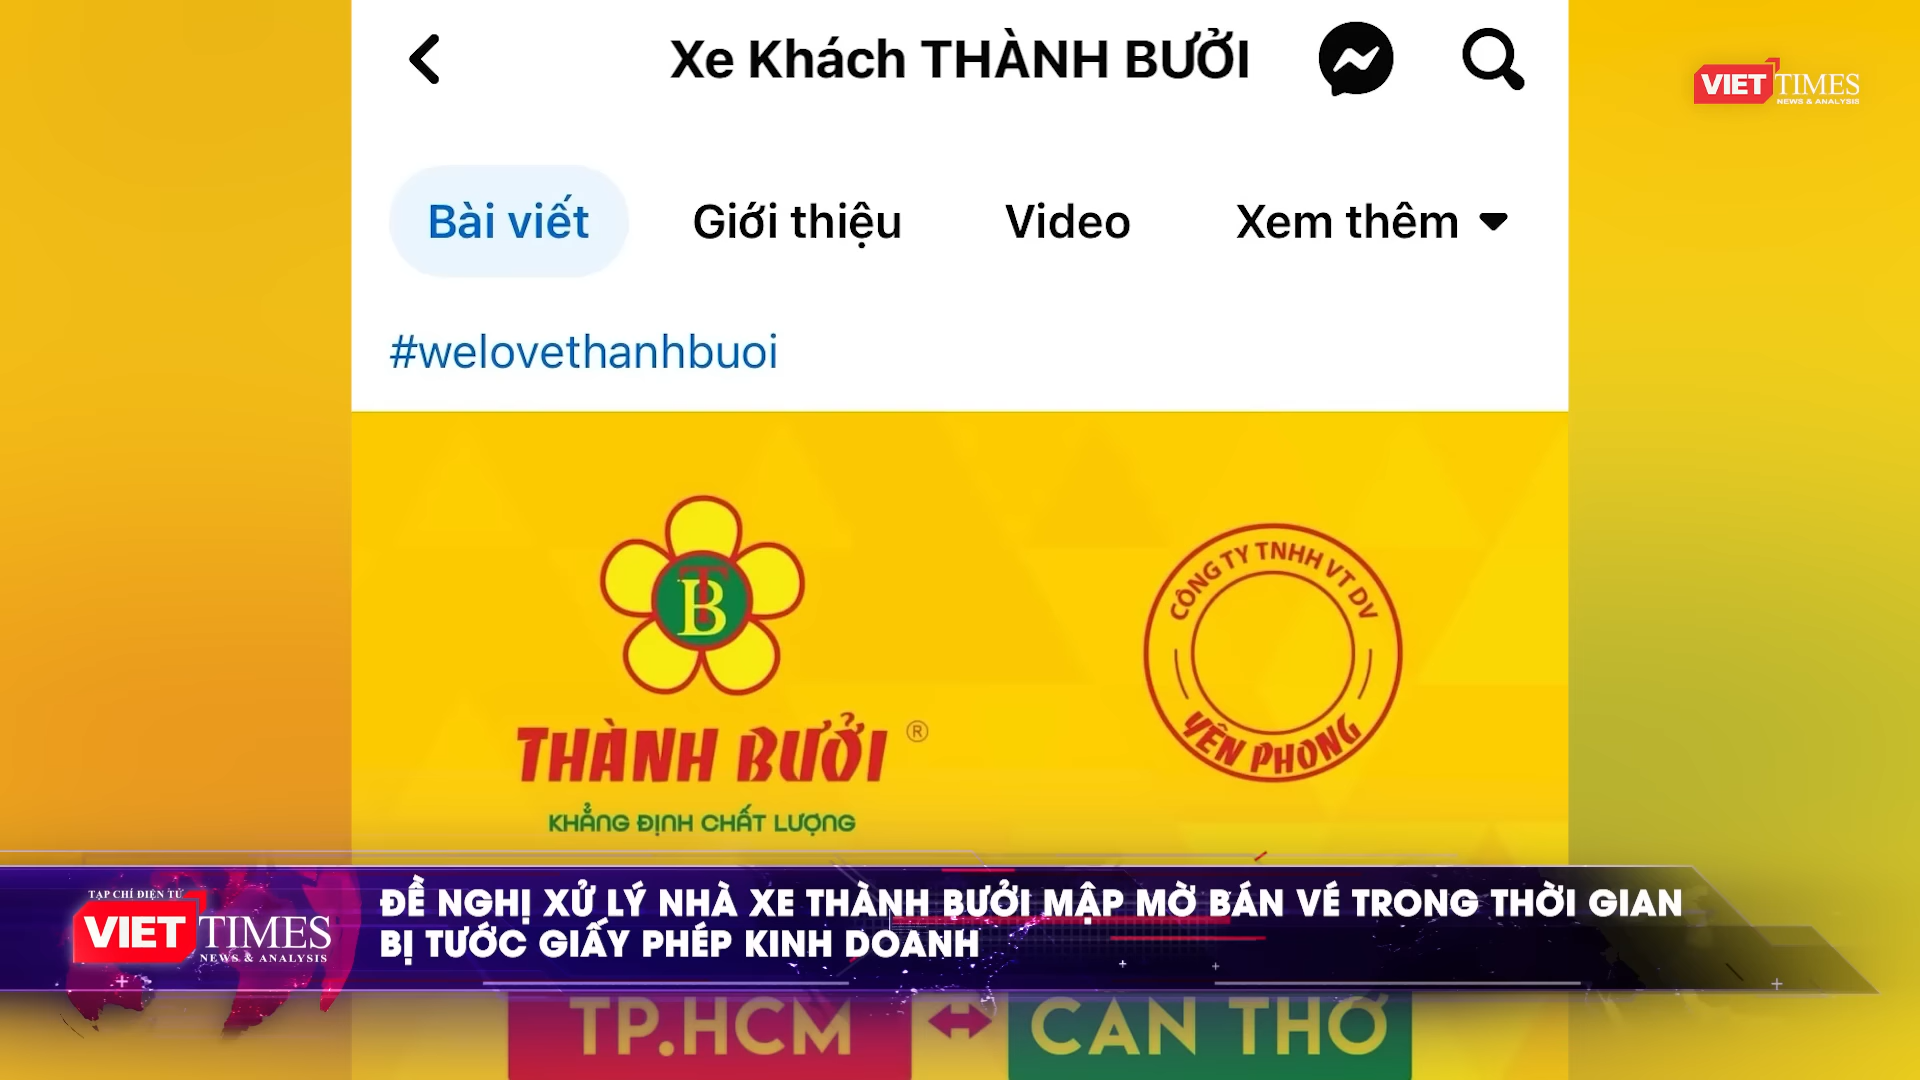 Xe Khách THÀNH BƯỞI
VIETTIMES
NEWS & ANALYSIS
Bài viết
Giới thiệu
Video
Xem thêm
#welovethanhbuoi
TB
CÔNG TY TNHH VT DV
YÊN PHONG
THÀNH BƯỞI ®
KHẲNG ĐỊNH CHẤT LƯỢNG
TẠP CHÍ ĐIỆN TỬ
VIETTIMES
NEWS & ANALYSIS
ĐỀ NGHỊ XỬ LÝ NHÀ XE THÀNH BƯỞI MẬP MỜ BÁN VÉ TRONG THỜI GIAN
BỊ TƯỚC GIẤY PHÉP KINH DOANH
TP.HCM ↔ CẦN THƠ